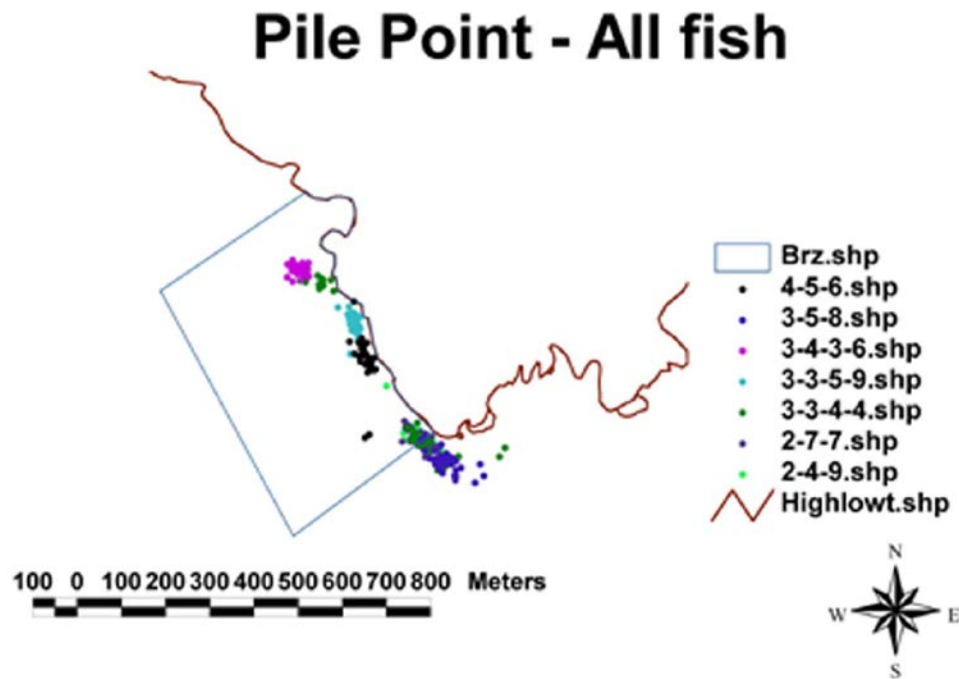 Pile Point - All fish
Brz.shp
4-5-6.shp
3-5-8.shp
3-4-3-6.shp
3-3-5-9.shp
3-3-4-4.shp
2-7-7.shp
2-4-9.shp
Highlowt.shp
100 0 100 200 300 400 500 600 700 800 Meters
N
W E
S